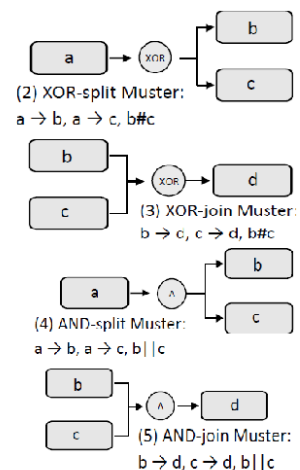 b
a
XOR
c
(2) XOR-split Muster:
a → b, a → c, b#c
b
XOR
d
c
(3) XOR-join Muster:
b → d, c → d, b#c
b
a
∧
c
(4) AND-split Muster:
a → b, a → c, b||c
b
∧
d
c
(5) AND-join Muster:
b → d, c → d, b||c